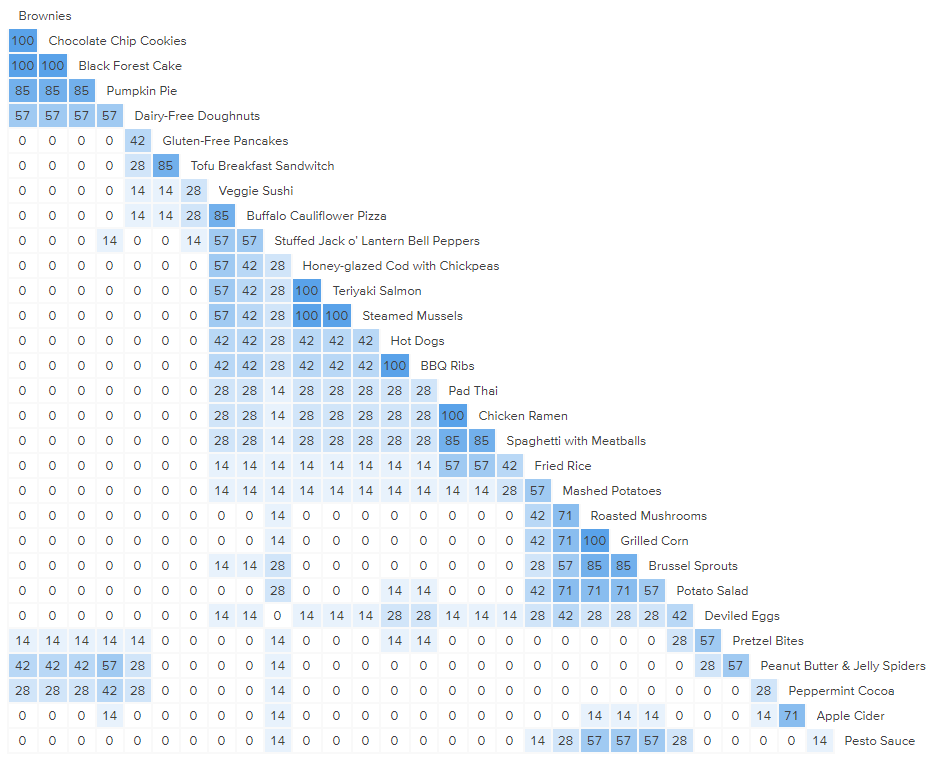 Brownies
100 Chocolate Chip Cookies
100 100 Black Forest Cake
85 85 85 Pumpkin Pie
57 57 57 57 Dairy-Free Doughnuts
0 0 0 0 42 Gluten-Free Pancakes
0 0 0 0 28 85 Tofu Breakfast Sandwitch
0 0 0 0 14 14 28 Veggie Sushi
0 0 0 0 14 14 28 85 Buffalo Cauliflower Pizza
0 0 0 14 0 0 14 57 57 Stuffed Jack o' Lantern Bell Peppers
0 0 0 0 0 0 0 57 42 28 Honey-glazed Cod with Chickpeas
0 0 0 0 0 0 0 57 42 28 100 Teriyaki Salmon
0 0 0 0 0 0 0 57 42 28 100 100 Steamed Mussels
0 0 0 0 0 0 0 42 42 28 42 42 42 Hot Dogs
0 0 0 0 0 0 0 42 42 28 42 42 42 100 BBQ Ribs
0 0 0 0 0 0 0 28 28 14 28 28 28 28 28 Pad Thai
0 0 0 0 0 0 0 28 28 14 28 28 28 28 28 100 Chicken Ramen
0 0 0 0 0 0 0 28 28 14 28 28 28 28 28 85 85 Spaghetti with Meatballs
0 0 0 0 0 0 0 14 14 14 14 14 14 14 14 57 57 42 Fried Rice
0 0 0 0 0 0 0 14 14 14 14 14 14 14 14 14 14 28 57 Mashed Potatoes
0 0 0 0 0 0 0 0 0 14 0 0 0 0 0 0 0 0 42 71 Roasted Mushrooms
0 0 0 0 0 0 0 0 0 14 0 0 0 0 0 0 0 0 42 71 100 Grilled Corn
0 0 0 0 0 0 0 14 14 28 0 0 0 0 0 0 0 0 28 57 85 85 Brussel Sprouts
0 0 0 0 0 0 0 0 0 28 0 0 0 14 14 0 0 0 42 71 71 71 57 Potato Salad
0 0 0 0 0 0 0 14 14 0 14 14 14 28 28 14 14 14 28 42 28 28 28 42 Deviled Eggs
14 14 14 14 14 0 0 0 0 14 0 0 0 14 14 0 0 0 0 0 0 0 0 28 57 Pretzel Bites
42 42 42 57 28 0 0 0 0 14 0 0 0 0 0 0 0 0 0 0 0 0 0 0 28 57 Peanut Butter & Jelly Spiders
28 28 28 42 28 0 0 0 0 14 0 0 0 0 0 0 0 0 0 0 0 0 0 0 0 0 28 Peppermint Cocoa
0 0 0 14 0 0 0 0 0 14 0 0 0 0 0 0 0 0 0 0 14 14 14 0 0 0 14 71 Apple Cider
0 0 0 0 0 0 0 0 0 14 0 0 0 0 0 0 0 0 14 28 57 57 57 28 0 0 0 0 14 Pesto Sauce